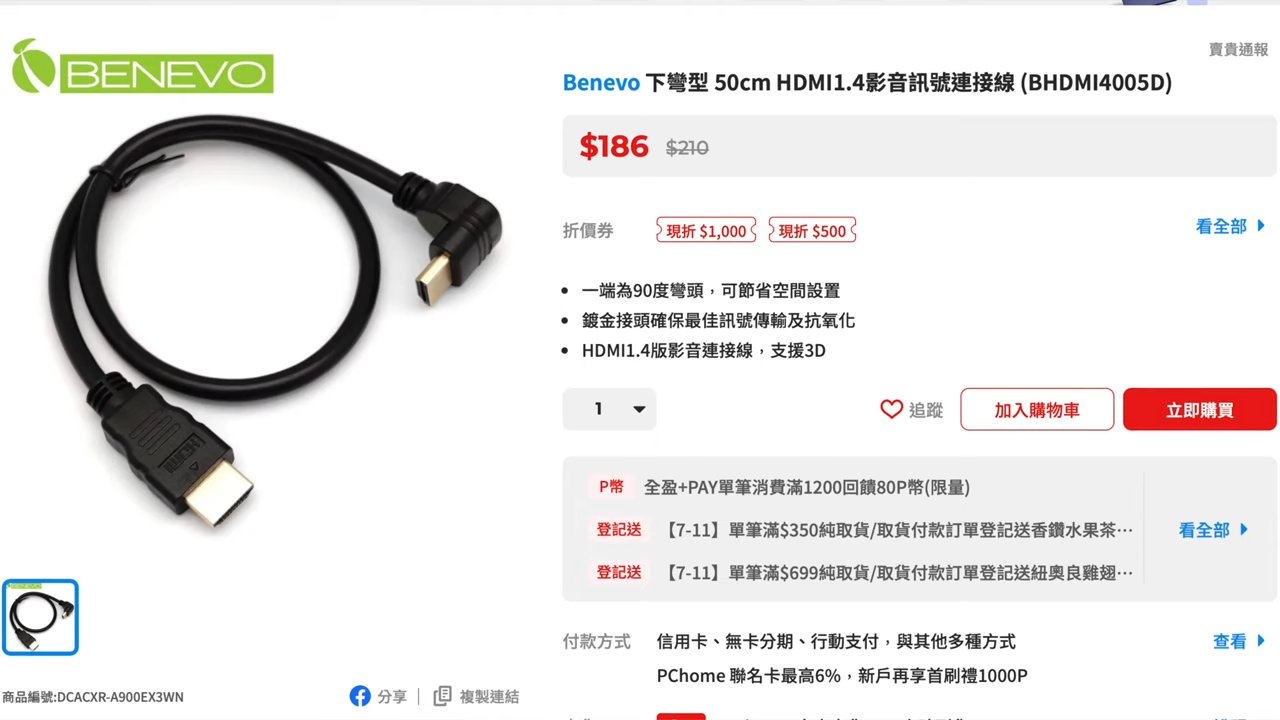 賣貴通報
BENEVO
Benevo 下彎型 50cm HDMI1.4影音訊號連接線 (BHDMI4005D)
$186 $210
折價券 現折 $1,000 現折 $500 看全部
一端為90度彎頭，可節省空間設置
鍍金接頭確保最佳訊號傳輸及抗氧化
HDMI1.4版影音連接線，支援3D
HDMI
1 追蹤 加入購物車 立即購買
P幣 全盈+PAY單筆消費滿1200回饋80P幣(限量)
登記送 【7-11】單筆滿$350純取貨/取貨付款訂單登記送香鑽水果茶⋯ 看全部
登記送 【7-11】單筆滿$699純取貨/取貨付款訂單登記送紐奧良雞翅⋯
付款方式 信用卡、無卡分期、行動支付，與其他多種方式 查看
PChome 聯名卡最高6%，新戶再享首刷禮1000P
商品編號:DCACXR-A900EX3WN 分享 | 複製連結